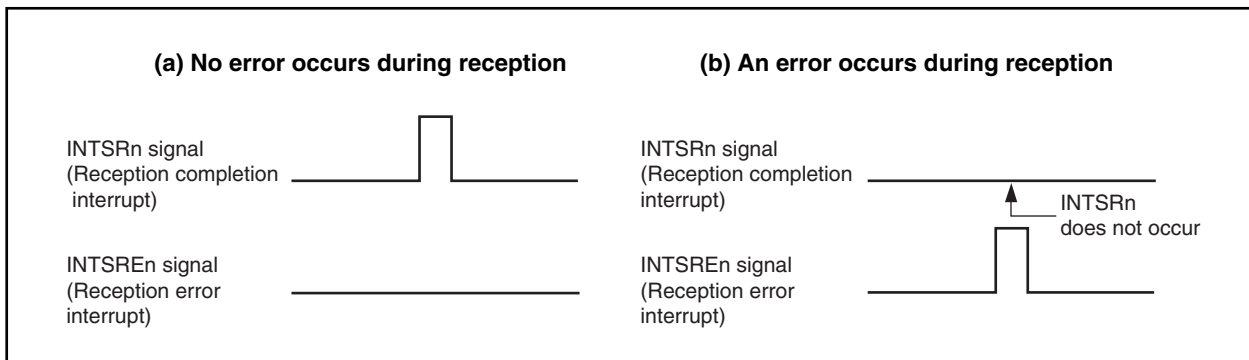 (a) No error occurs during reception
INTSRn signal
(Reception completion
interrupt)
INTSREn signal
(Reception error
interrupt)
(b) An error occurs during reception
INTSRn signal
(Reception completion
interrupt)
INTSRn
does not occur
INTSREn signal
(Reception error
interrupt)